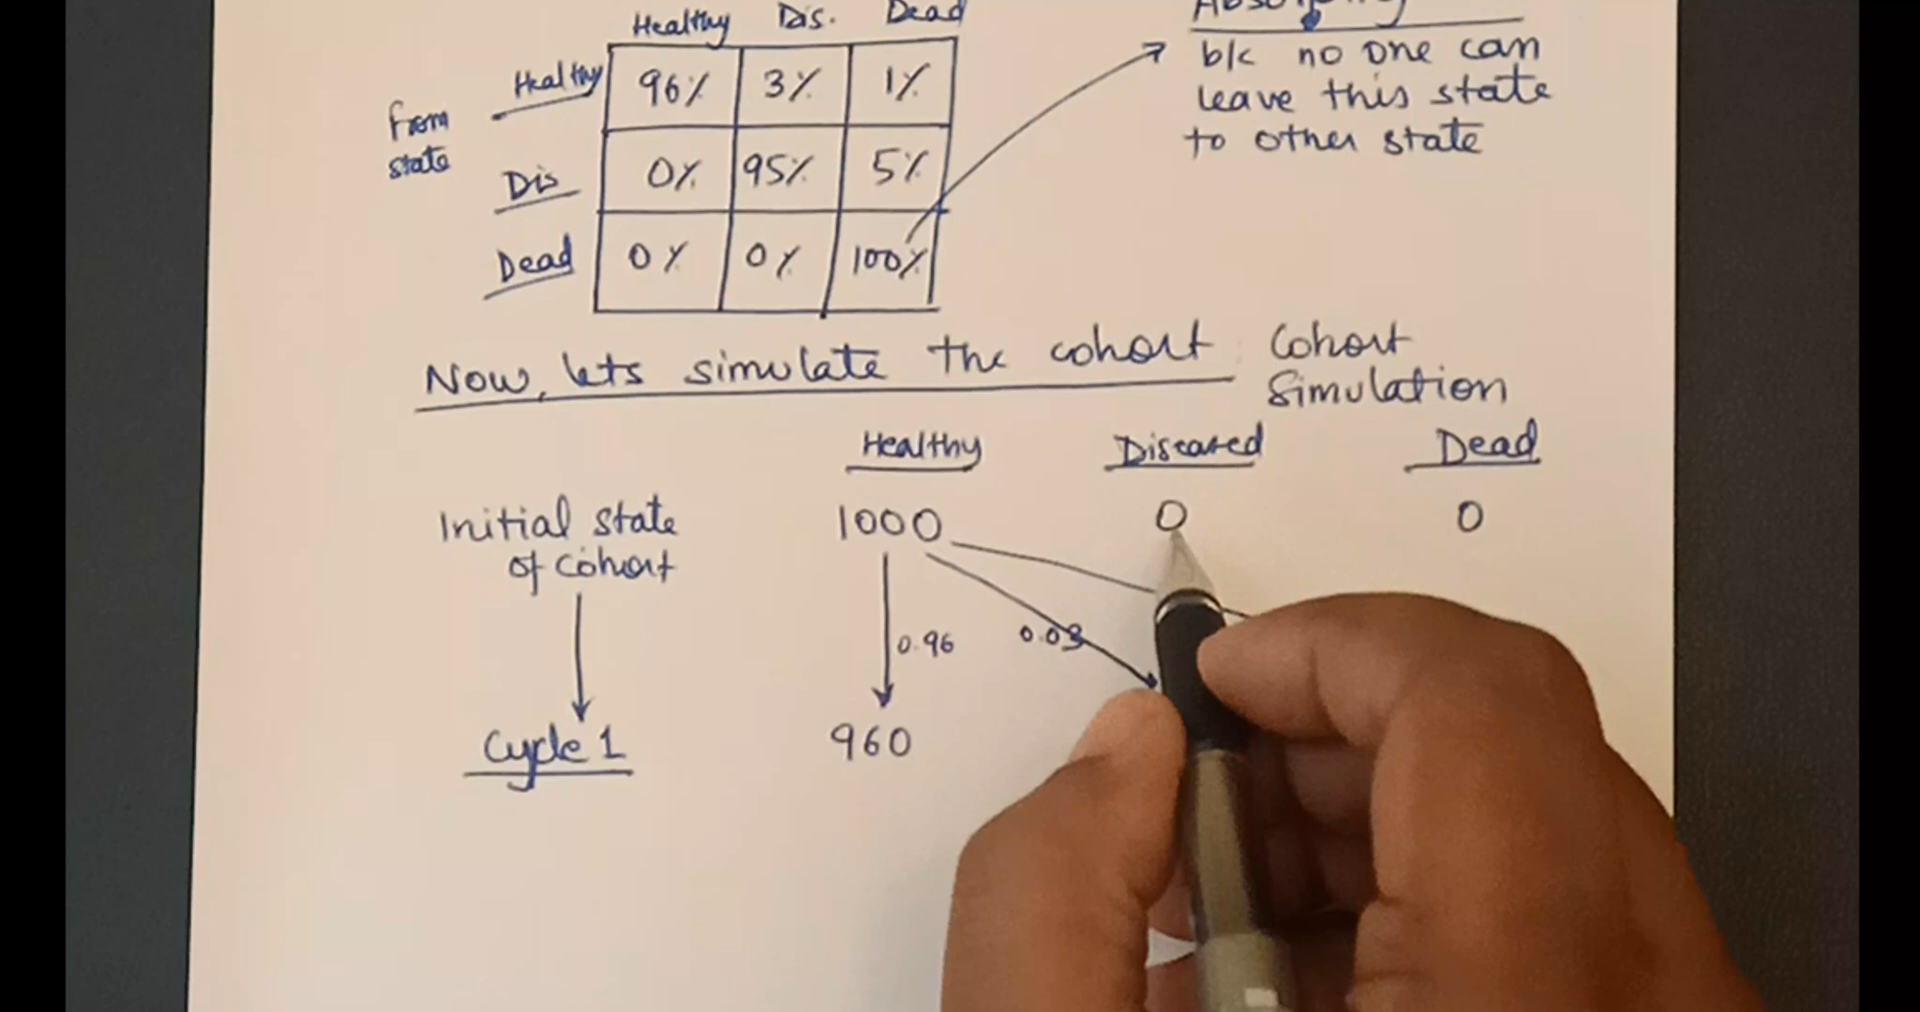 Healthy Dis. Dead
Healthy 96% 3% 1%
From
state
Dis 0% 95% 5%
Dead 0% 0% 100%
b/c no one can
leave this state
to other state
Now, lets simulate the cohort
Cohort
Simulation
Healthy Diseased Dead
Initial state
of cohort
1000 0 0
0.96 0.03
Cycle 1 960